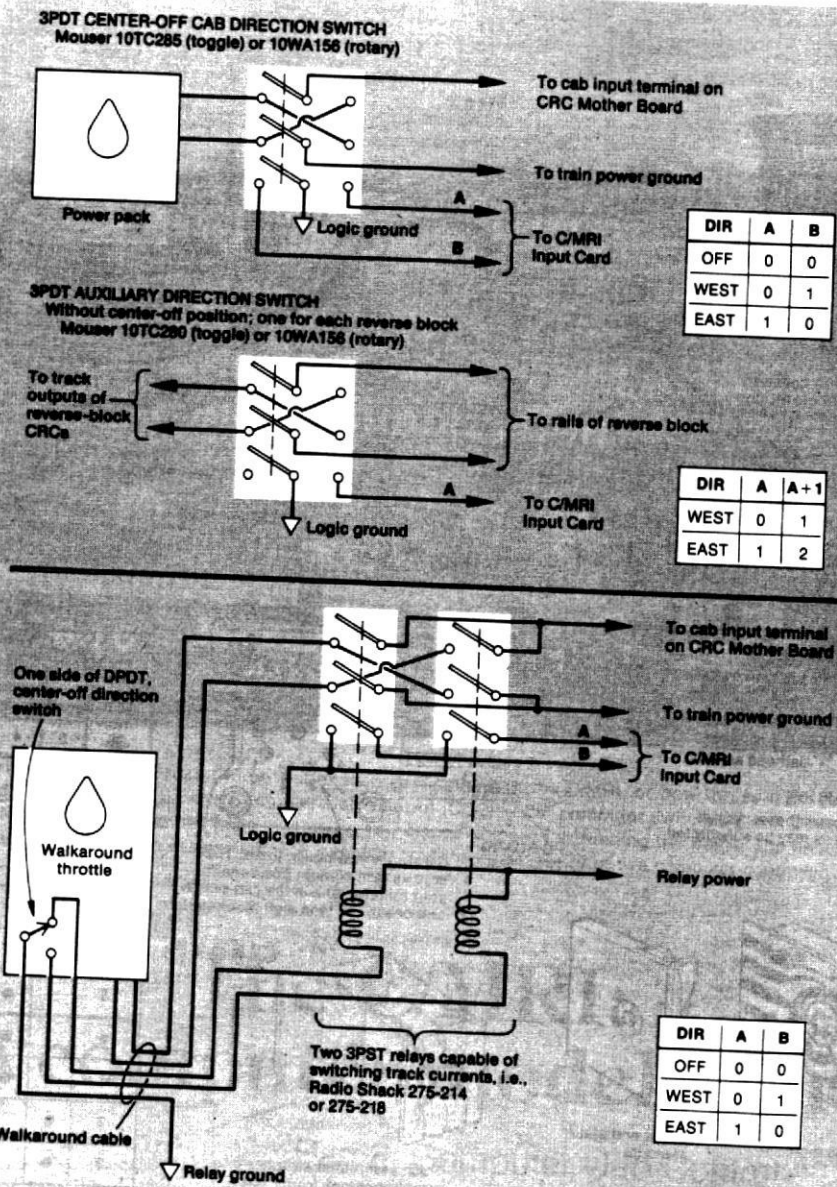 3PDT CENTER-OFF CAB DIRECTION SWITCH
Mouser 10TC285 (toggle) or 10WA156 (rotary)
To cab input terminal on
CRC Mother Board
To train power ground
Power pack
Logic ground
A
B
To C/MRI
Input Card
DIR A B
OFF 0 0
WEST 0 1
EAST 1 0
3PDT AUXILIARY DIRECTION SWITCH
Without center-off position; one for each reverse block
Mouser 10TC280 (toggle) or 10WA156 (rotary)
To track
outputs of
reverse-block
CRCs
To rails of reverse block
A
To C/MRI
Input Card
Logic ground
DIR A A+1
WEST 0 1
EAST 1 2
To cab input terminal
on CRC Mother Board
One side of DPDT,
center-off direction
switch
To train power ground
A
B
To C/MRI
Input Card
Logic ground
Walkaround
throttle
Relay power
Two 3PST relays capable of
switching track currents, i.e.,
Radio Shack 275-214
or 275-218
DIR A B
OFF 0 0
WEST 0 1
EAST 1 0
Walkaround cable
Relay ground